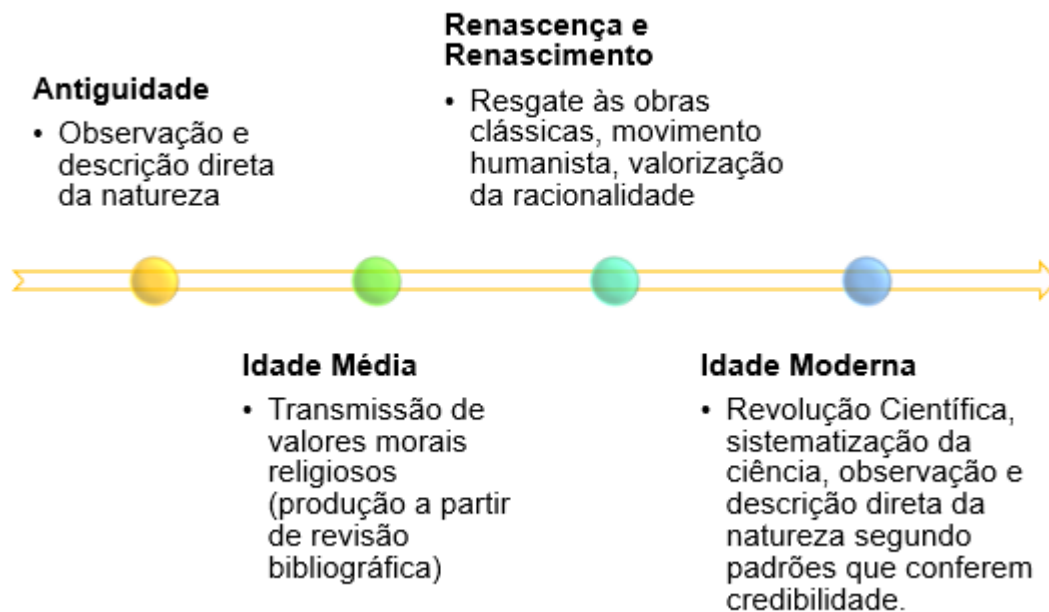 Antiguidade
• Observação e
descrição direta
da natureza
Renascença e
Renascimento
• Resgate às obras
clássicas, movimento
humanista, valorização
da racionalidade
Idade Média
• Transmissão de
valores morais
religiosos
(produção a partir
de revisão
bibliográfica)
Idade Moderna
• Revolução Científica,
sistematização da
ciência, observação e
descrição direta da
natureza segundo
padrões que conferem
credibilidade.